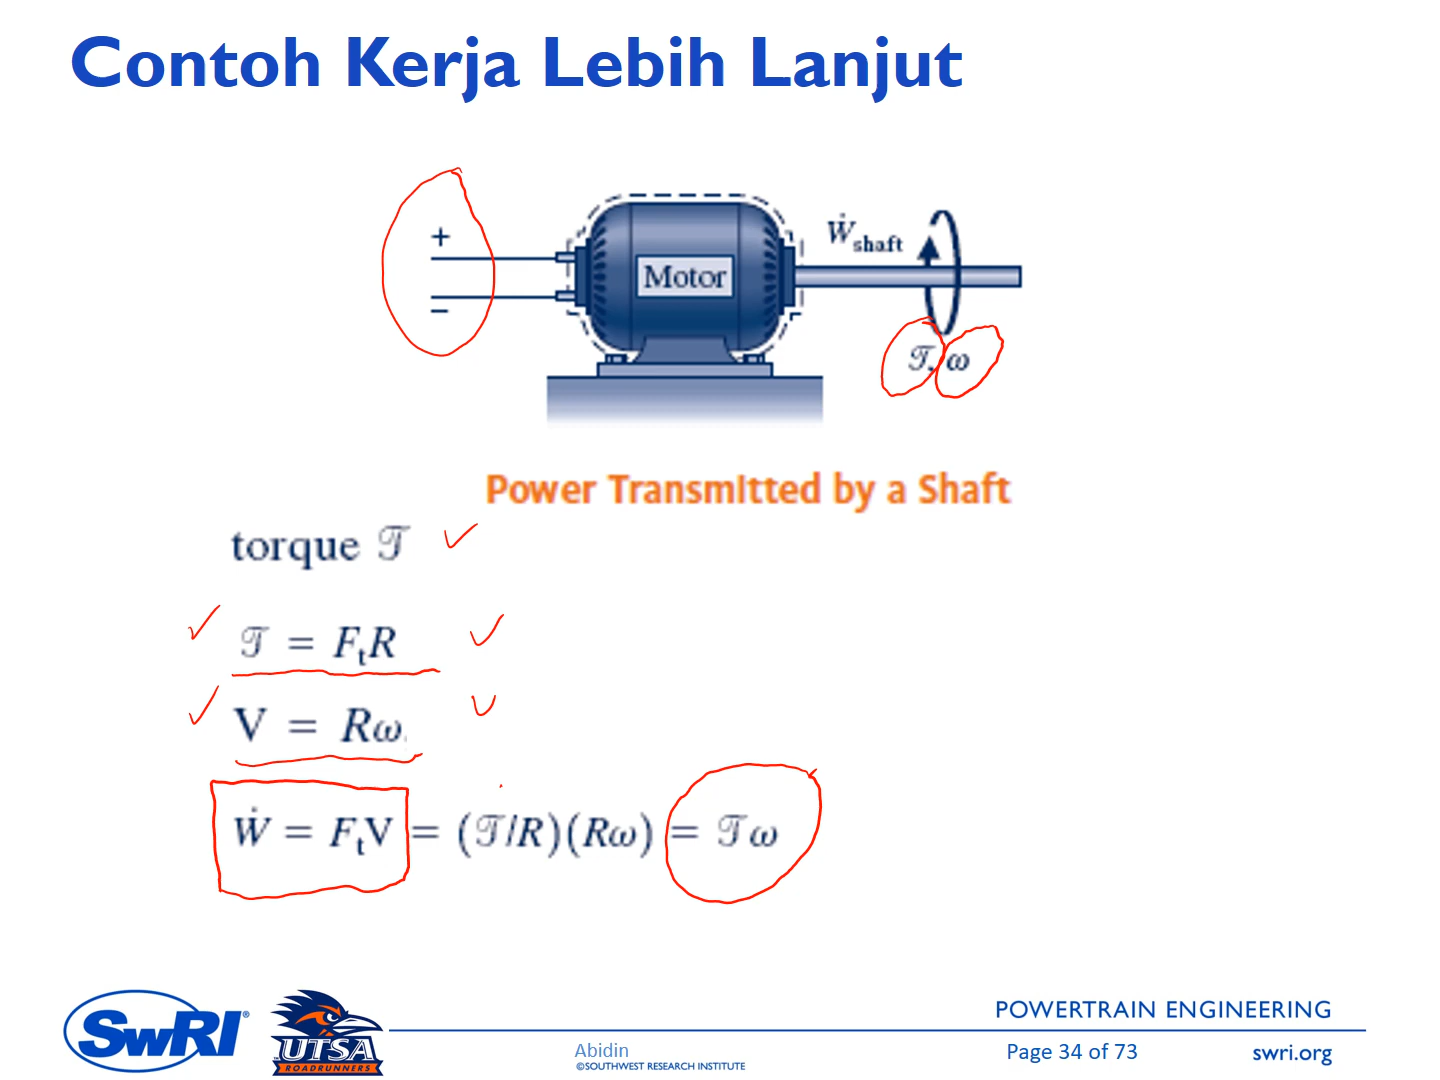 Contoh Kerja Lebih Lanjut
+
−
Motor
Ẇshaft
𝒯, ω
Power Transmitted by a Shaft
torque 𝒯
𝒯 = FtR
V = Rω.
Ẇ = FtV = (𝒯/R)(Rω) = 𝒯ω
SwRI®
UTSA
ROADRUNNERS
Abidin
©SOUTHWEST RESEARCH INSTITUTE
POWERTRAIN ENGINEERING
Page 34 of 73
swri.org